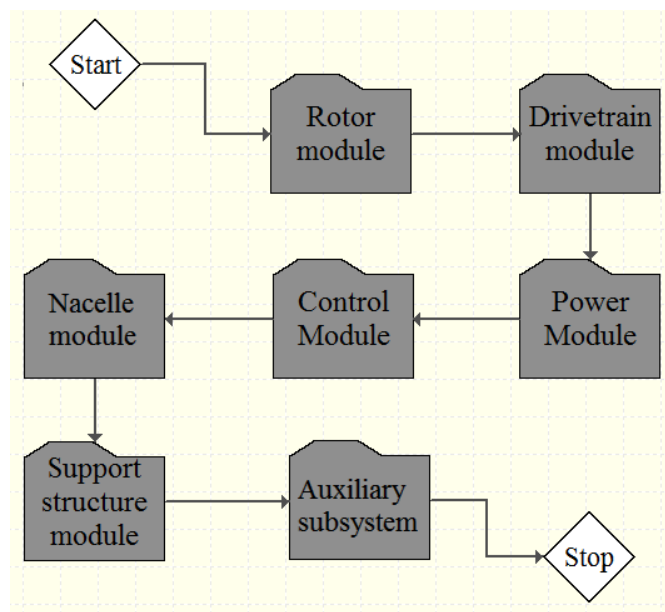 Start
Rotor
module
Drivetrain
module
Power
Module
Control
Module
Nacelle
module
Support
structure
module
Auxiliary
subsystem
Stop